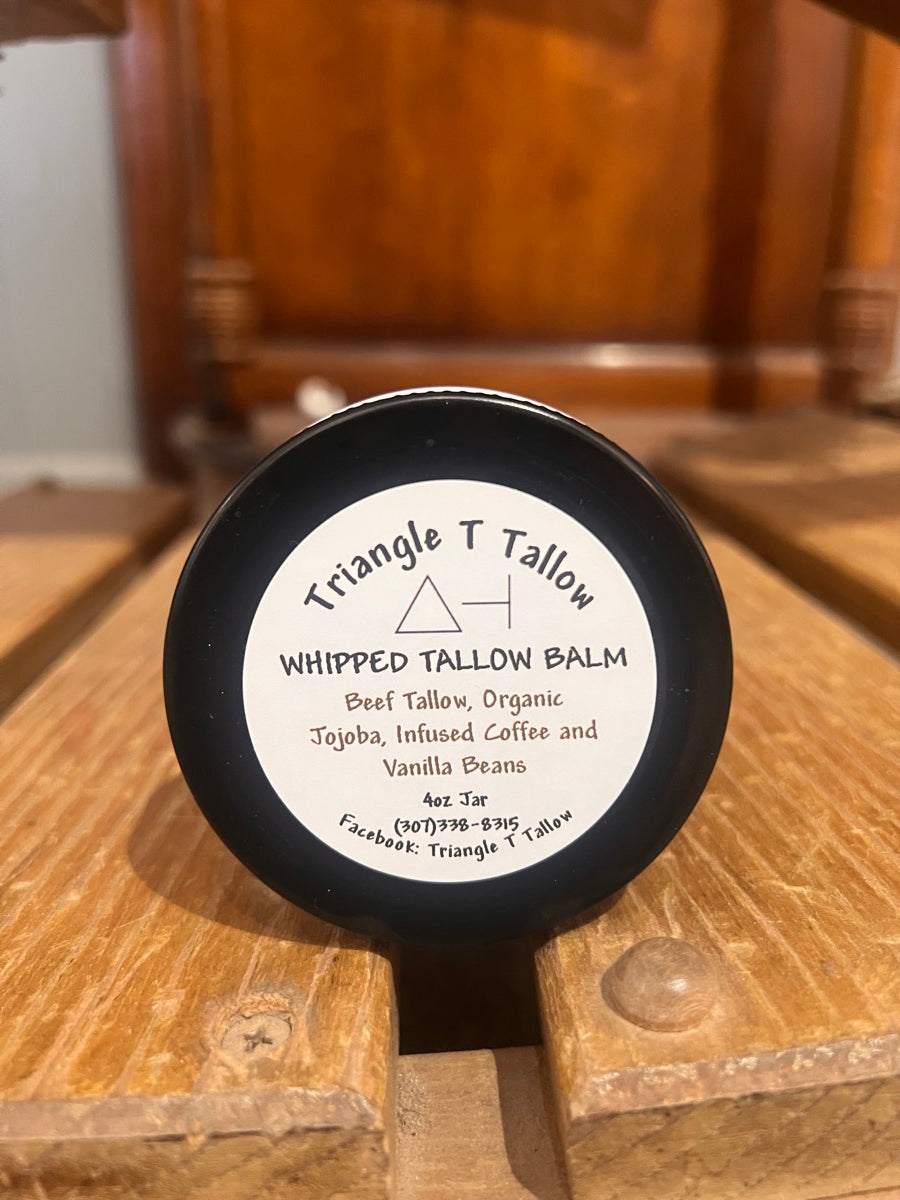 Triangle T Tallow
WHIPPED TALLOW BALM
Beef Tallow, Organic
Jojoba, Infused Coffee and
Vanilla Beans
4oz Jar
(307)338-8315
Facebook: Triangle T Tallow